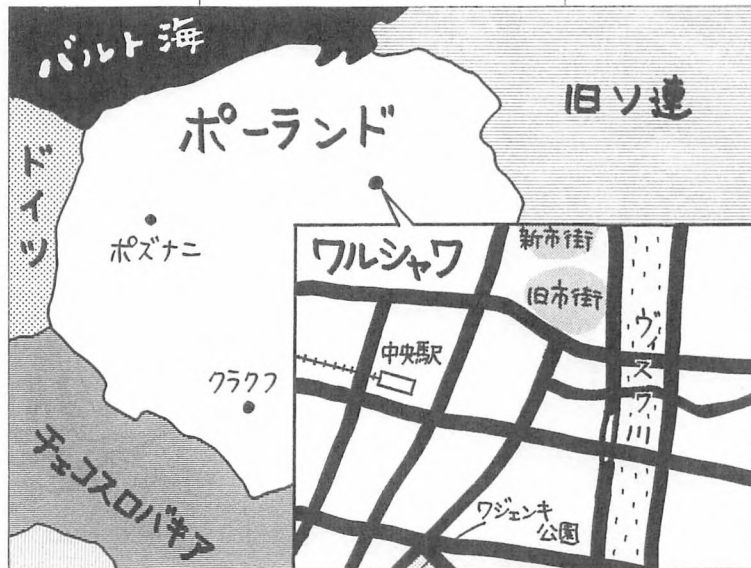 バルト海
旧ソ連
ポーランド
ドイツ
ポズナニ
ワルシャワ
新市街
旧市街
中央駅
ヴィスワ川
クラクフ
チェコスロバキア
ワジェンキ
公園